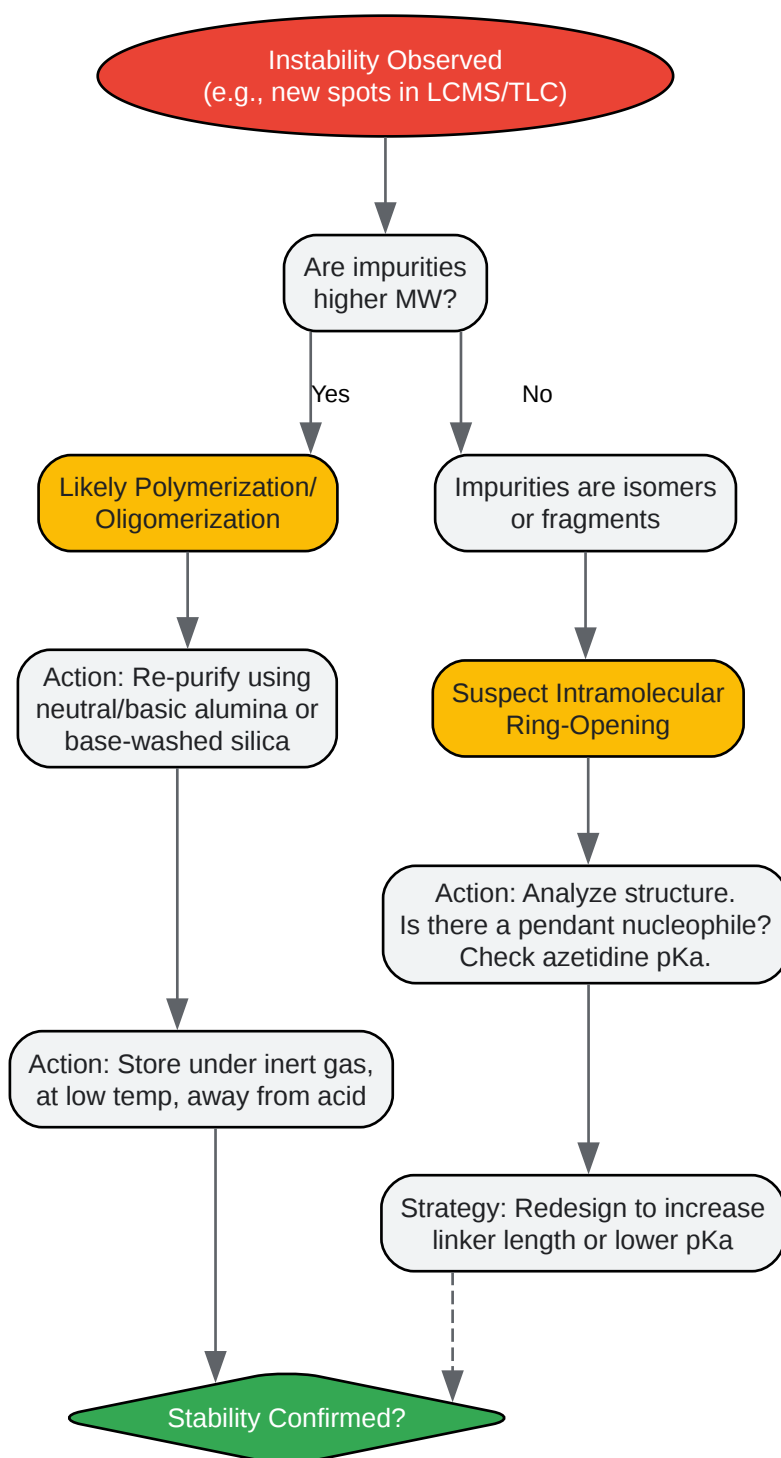 Instability Observed
(e.g., new spots in LCMS/TLC)
Are impurities
higher MW?
Yes
No
Likely Polymerization/
Oligomerization
Impurities are isomers
or fragments
Action: Re-purify using
neutral/basic alumina or
base-washed silica
Suspect Intramolecular
Ring-Opening
Action: Analyze structure.
Is there a pendant nucleophile?
Check azetidine pKa.
Action: Store under inert gas,
at low temp, away from acid
Strategy: Redesign to increase
linker length or lower pKa
Stability Confirmed?